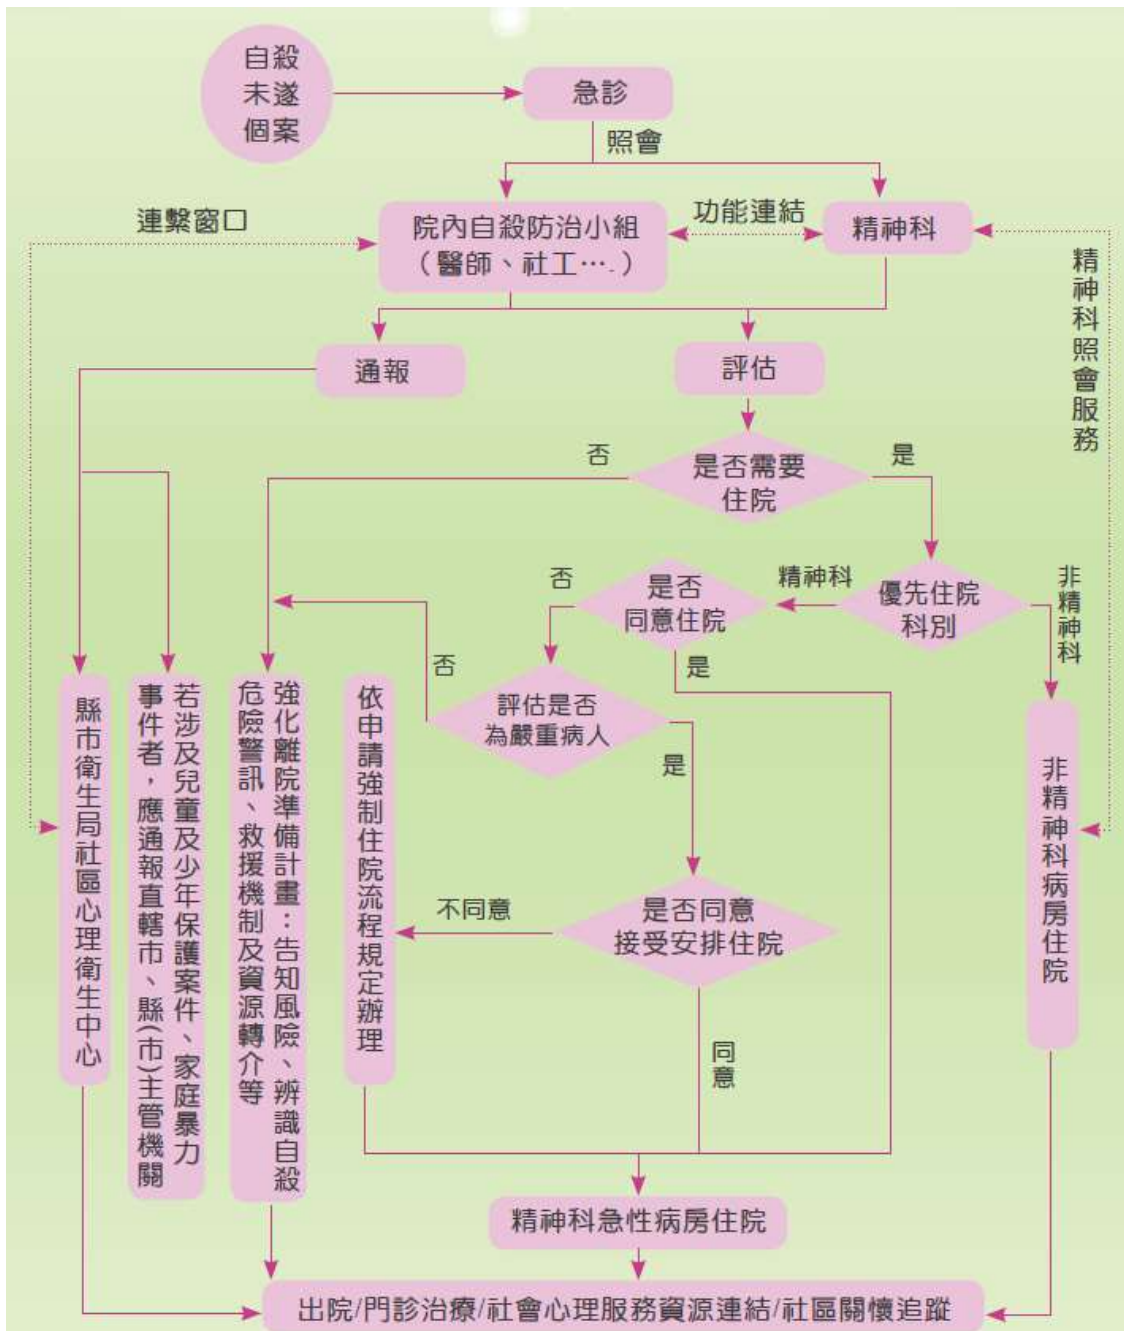 自殺
未遂
個案
急診
照會
連繫窗口
院內自殺防治小組
（醫師、社工….）
功能連結
精神科
精神科照會服務
通報
評估
否
是否需要
住院
是
否
是否
同意住院
精神科
優先住院
科別
非精神科
否
評估是否
為嚴重病人
是
是
縣市衛生局社區心理衛生中心
若涉及兒童及少年保護案件、家庭暴力
事件者，應通報直轄市、縣(市)主管機關
強化離院準備計畫：告知風險、辨識自殺
危險警訊、救援機制及資源轉介等
依申請強制住院流程規定辦理
不同意
是否同意
接受安排住院
同意
非精神科病房住院
精神科急性病房住院
出院/門診治療/社會心理服務資源連結/社區關懷追蹤